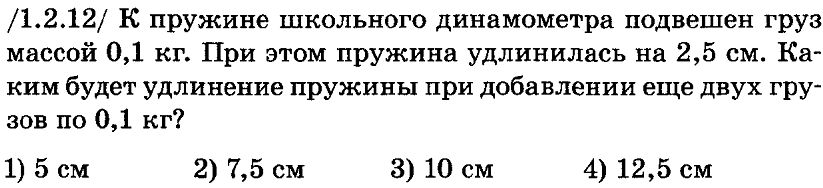 /1.2.12/ К пружине школьного динамометра подвешен груз
массой 0,1 кг. При этом пружина удлинилась на 2,5 см. Ка-
ким будет удлинение пружины при добавлении еще двух гру-
зов по 0,1 кг?
1) 5 см 2) 7,5 см 3) 10 см 4) 12,5 см